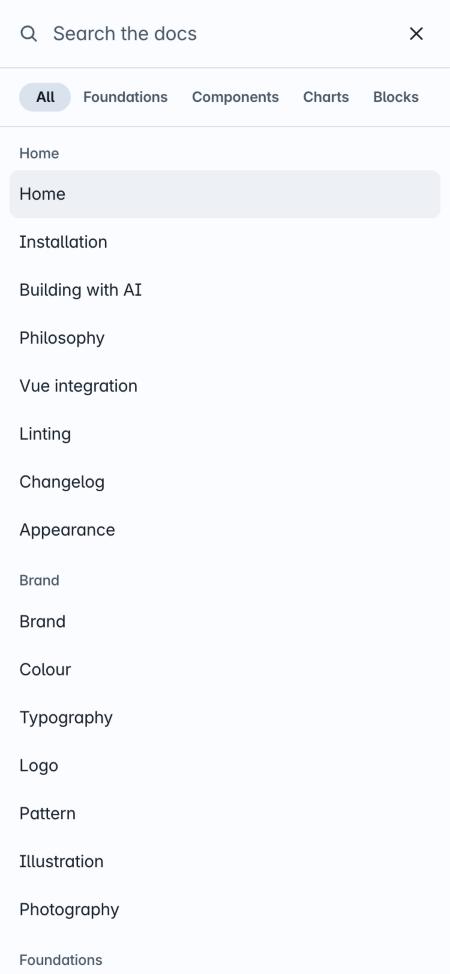 Search the docs
All Foundations Components Charts Blocks
Home
Home
Installation
Building with AI
Philosophy
Vue integration
Linting
Changelog
Appearance
Brand
Brand
Colour
Typography
Logo
Pattern
Illustration
Photography
Foundations